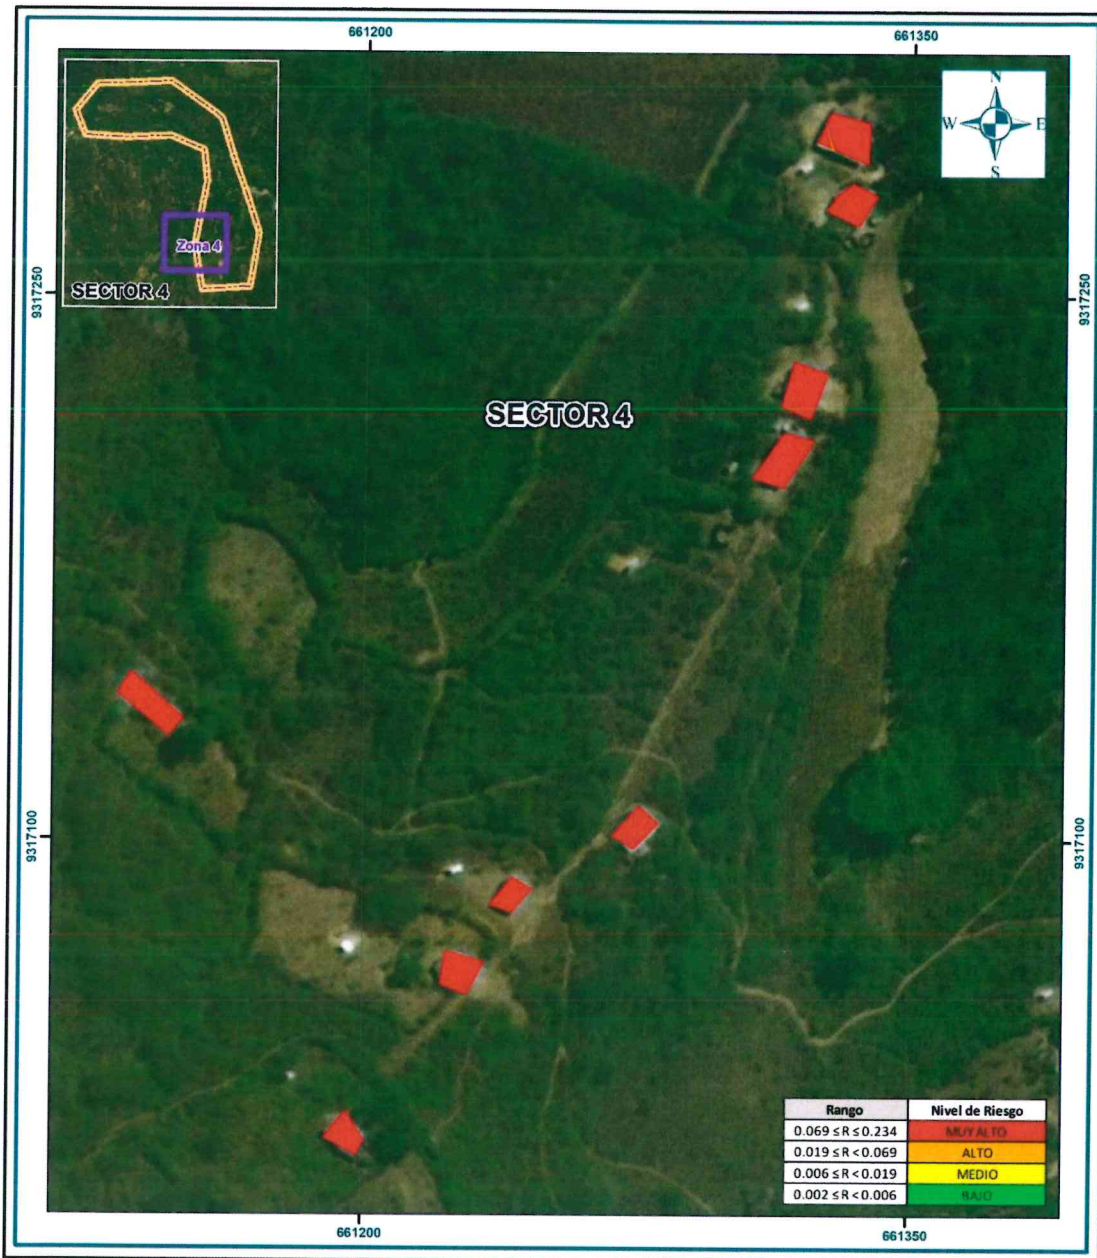 661200
661350
N
W E
S
Zona 4
SECTOR 4
9317250
9317250
SECTOR 4
9317100
9317100
Rango Nivel de Riesgo
0.069 ≤ R ≤ 0.234 MUY ALTO
0.019 ≤ R < 0.069 ALTO
0.006 ≤ R < 0.019 MEDIO
0.002 ≤ R < 0.006 BAJO
661200
661350